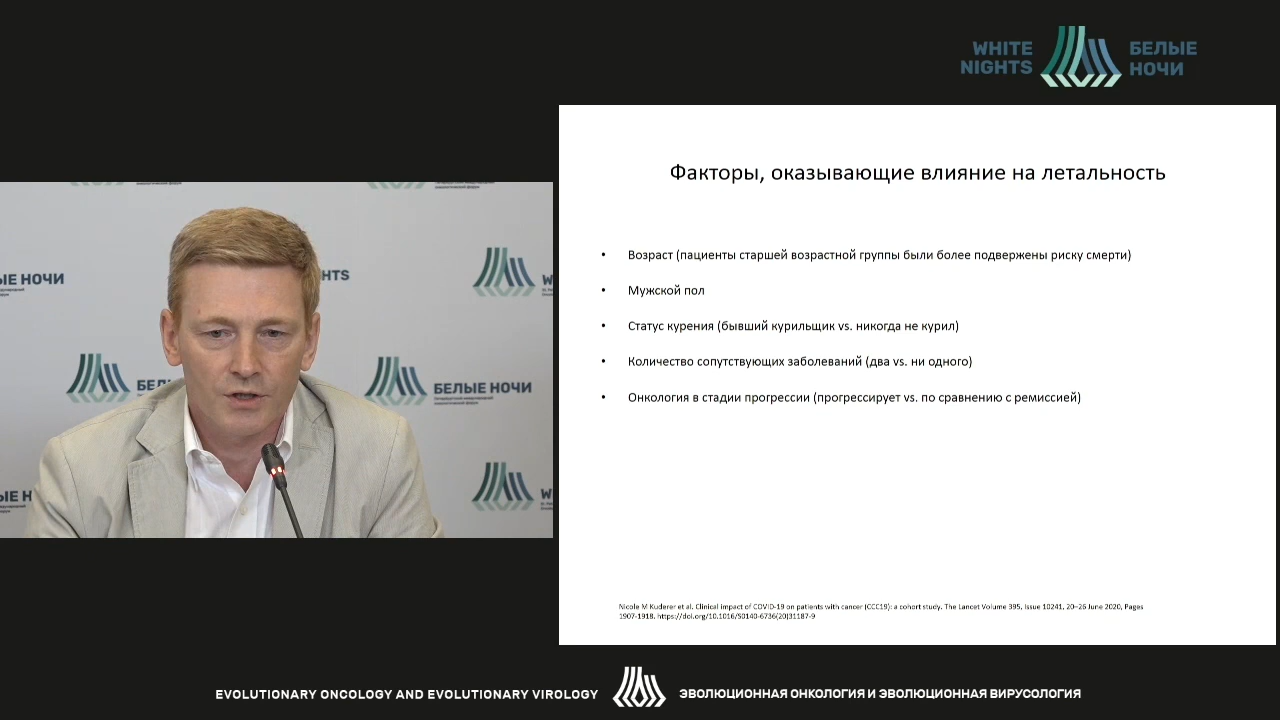 WHITE
NIGHTS
БЕЛЫЕ
НОЧИ
Факторы, оказывающие влияние на летальность
• Возраст (пациенты старшей возрастной группы были более подвержены риску смерти)
• Мужской пол
• Статус курения (бывший курильщик vs. никогда не курил)
• Количество сопутствующих заболеваний (два vs. ни одного)
• Онкология в стадии прогрессии (прогрессирует vs. по сравнению с ремиссией)
Nicole M Kuderer et al. Clinical impact of COVID-19 on patients with cancer (CCC19): a cohort study. The Lancet Volume 395, Issue 10241, 20–26 June 2020, Pages
1907-1918. https://doi.org/10.1016/S0140-6736(20)31187-9
ЫЕ НОЧИ
HTS
W
БЕЛ
БЕЛЫЕ НОЧИ
ЫЕ Н
W
EVOLUTIONARY ONCOLOGY AND EVOLUTIONARY VIROLOGY
ЭВОЛЮЦИОННАЯ ОНКОЛОГИЯ И ЭВОЛЮЦИОННАЯ ВИРУСОЛОГИЯ